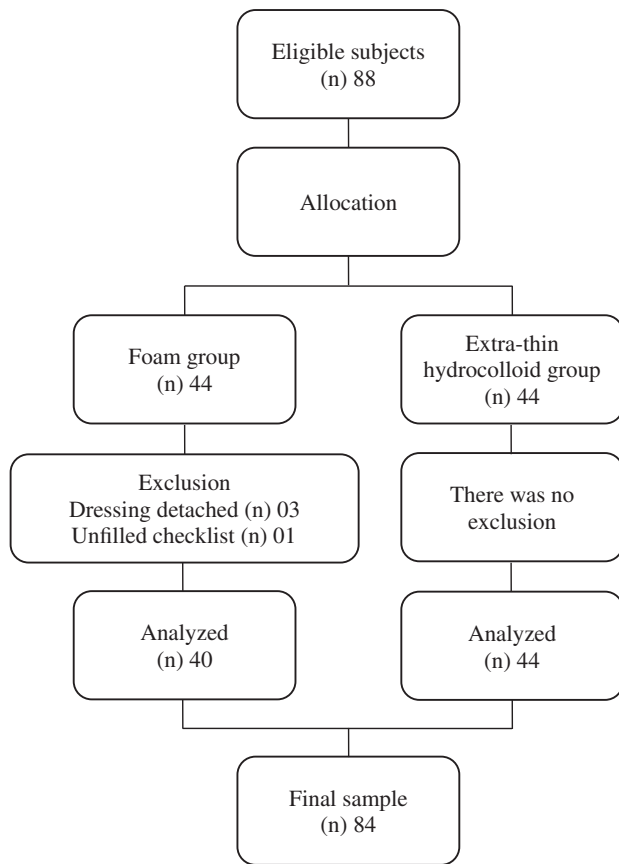 Eligible subjects
(n) 88
Allocation
Foam group
(n) 44
Extra-thin
hydrocolloid group
(n) 44
Exclusion
Dressing detached (n) 03
Unfilled checklist (n) 01
There was no
exclusion
Analyzed
(n) 40
Analyzed
(n) 44
Final sample
(n) 84